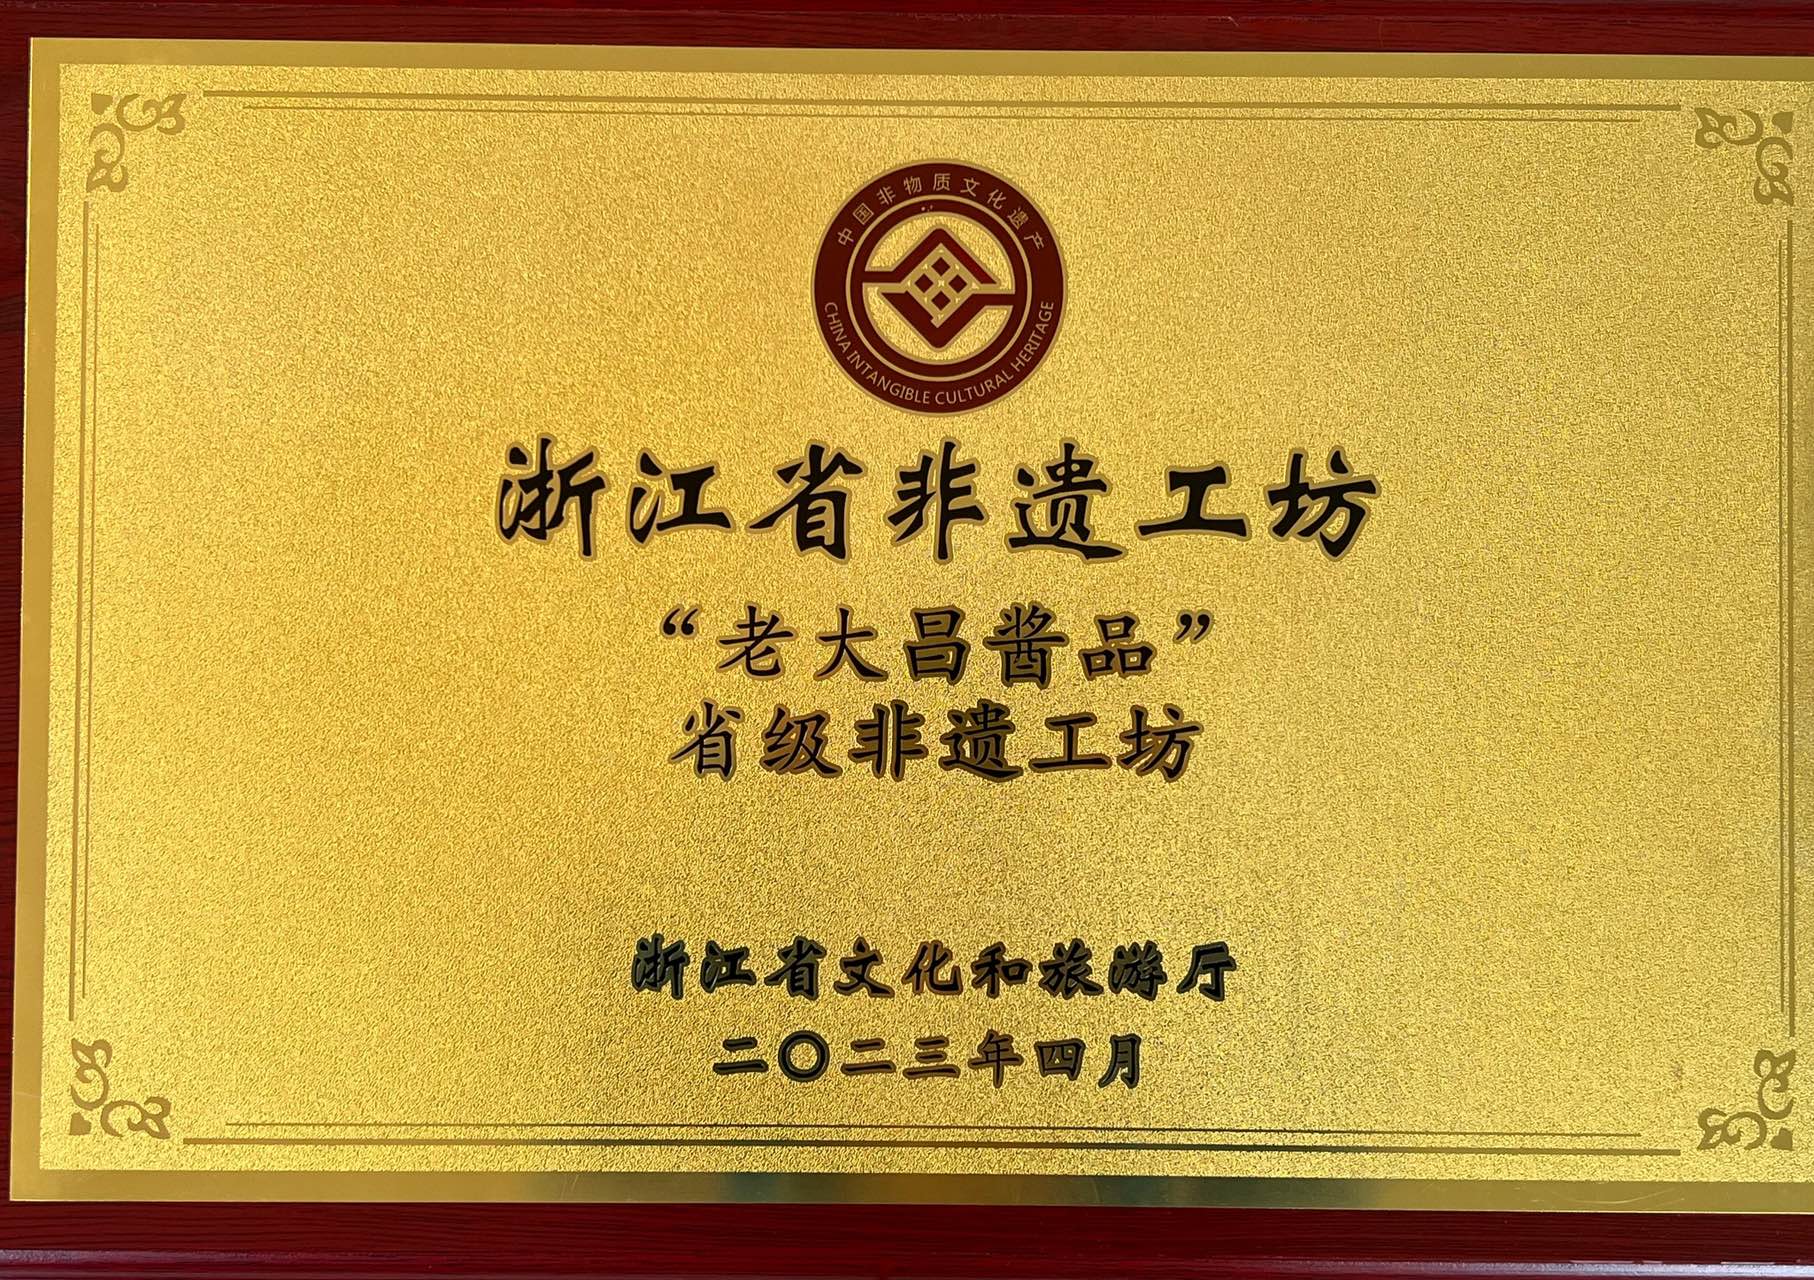 中国非物质文化遗产
CHINA INTANGIBLE CULTURAL HERITAGE
浙江省非遗工坊
“老大昌酱品”
省级非遗工坊
浙江省文化和旅游厅
二〇二三年四月